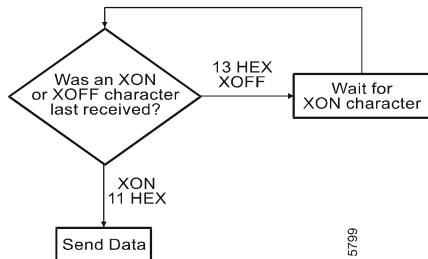 Was an XON
or XOFF character
last received?
13 HEX
XOFF
Wait for
XON character
XON
11 HEX
Send Data
5799